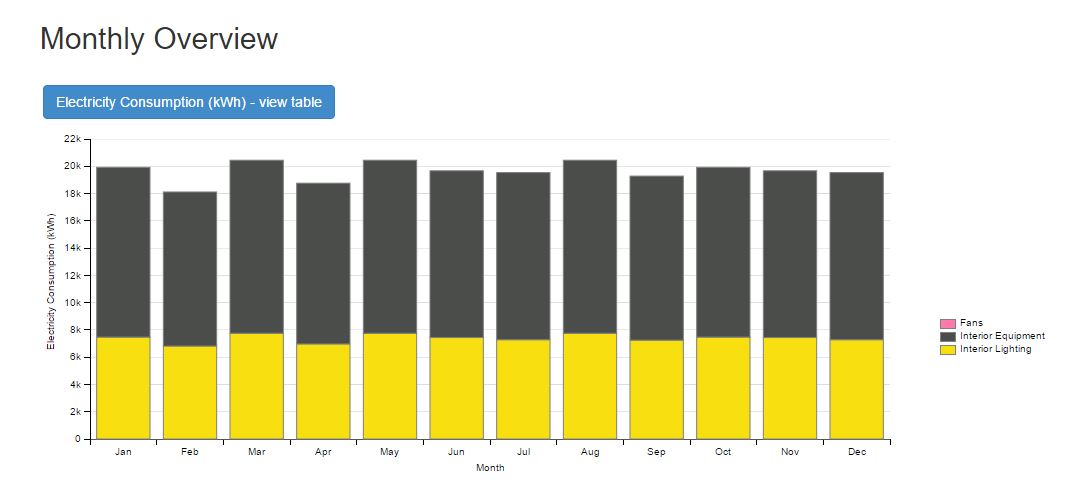 Monthly Overview
Electricity Consumption (kWh) - view table
22k
20k
18k
16k
14k
12k
10k
8k
6k
4k
2k
0
Electricity Consumption (kWh)
Jan Feb Mar Apr May Jun Jul Aug Sep Oct Nov Dec
Month
Fans
Interior Equipment
Interior Lighting